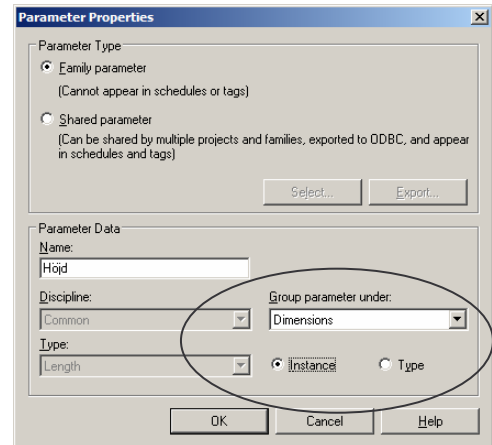 Parameter Properties
Parameter Type
Family parameter
(Cannot appear in schedules or tags)
Shared parameter
(Can be shared by multiple projects and families, exported to ODBC, and appear
in schedules and tags)
Select... Export...
Parameter Data
Name:
Höjd
Discipline: Group parameter under:
Common Dimensions
Type:
Length Instance Type
OK Cancel Help